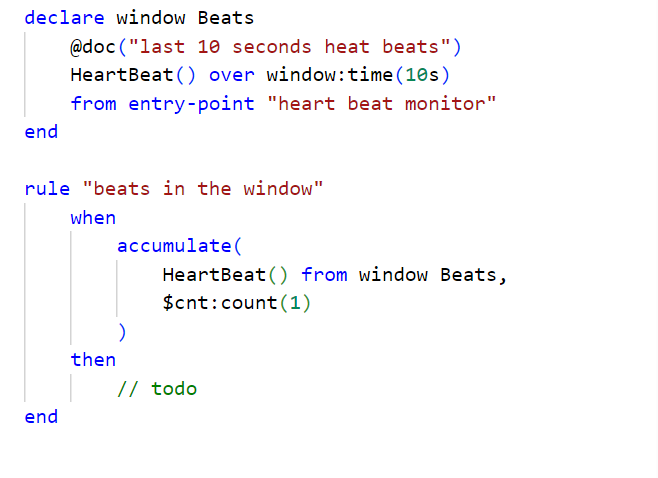 declare window Beats
@doc("last 10 seconds heat beats")
HeartBeat() over window:time(10s)
from entry-point "heart beat monitor"
end
rule "beats in the window"
when
accumulate(
HeartBeat() from window Beats,
$cnt:count(1)
)
then
// todo
end